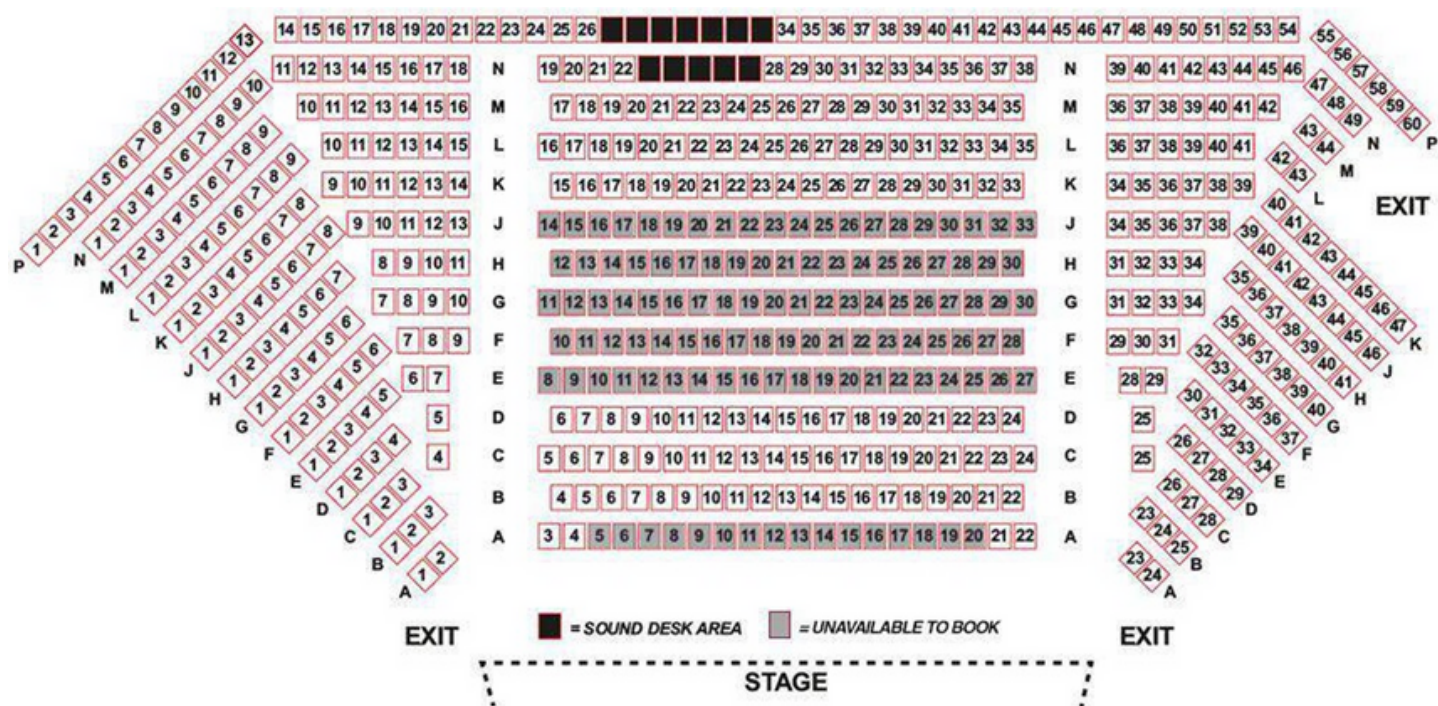 14 15 16 17 18 19 20 21 22 23 24 25 26 34 35 36 37 38 39 40 41 42 43 44 45 46 47 48 49 50 51 52 53 54
11 12 13 14 15 16 17 18 N 19 20 21 22 28 29 30 31 32 33 34 35 36 37 38 N 39 40 41 42 43 44 45 46
10 11 12 13 14 15 16 M 17 18 19 20 21 22 23 24 25 26 27 28 29 30 31 32 33 34 35 M 36 37 38 39 40 41 42
10 11 12 13 14 15 L 16 17 18 19 20 21 22 23 24 25 26 27 28 29 30 31 32 33 34 35 L 36 37 38 39 40 41
9 10 11 12 13 14 K 15 16 17 18 19 20 21 22 23 24 25 26 27 28 29 30 31 32 33 K 34 35 36 37 38 39
9 10 11 12 13 J 14 15 16 17 18 19 20 21 22 23 24 25 26 27 28 29 30 31 32 33 J 34 35 36 37 38
8 9 10 11 H 12 13 14 15 16 17 18 19 20 21 22 23 24 25 26 27 28 29 30 H 31 32 33 34
7 8 9 10 G 11 12 13 14 15 16 17 18 19 20 21 22 23 24 25 26 27 28 29 30 G 31 32 33 34
7 8 9 F 10 11 12 13 14 15 16 17 18 19 20 21 22 23 24 25 26 27 28 F 29 30 31
6 7 E 8 9 10 11 12 13 14 15 16 17 18 19 20 21 22 23 24 25 26 27 E 28 29
5 D 6 7 8 9 10 11 12 13 14 15 16 17 18 19 20 21 22 23 24 D 25
4 C 5 6 7 8 9 10 11 12 13 14 15 16 17 18 19 20 21 22 23 24 C 25
B 4 5 6 7 8 9 10 11 12 13 14 15 16 17 18 19 20 21 22 B
A 3 4 5 6 7 8 9 10 11 12 13 14 15 16 17 18 19 20 21 22 A
P 1 2 3 4 5 6 7 8 9 10 11 12 13
N 1 2 3 4 5 6 7 8 9 10
M 1 2 3 4 5 6 7 8 9
L 1 2 3 4 5 6 7 8 9
K 1 2 3 4 5 6 7 8
J 1 2 3 4 5 6 7 8
H 1 2 3 4 5 6 7
G 1 2 3 4 5 6
F 1 2 3 4 5 6
E 1 2 3 4 5
D 1 2 3 4
C 1 2 3
B 1 2 3
A 1 2
55 56 57 58 59 60 P
47 48 49 N
43 44 M
42 43 L
40 41 42 43 44 45 46 47 K
39 40 41 42 43 44 45 46 J
35 36 37 38 39 40 41 H
35 36 37 38 39 40 G
32 33 34 35 36 37 F
30 31 32 33 34 E
26 27 28 29 D
26 27 28 C
23 24 25 B
23 24 A
EXIT
EXIT
= SOUND DESK AREA
= UNAVAILABLE TO BOOK
EXIT
STAGE